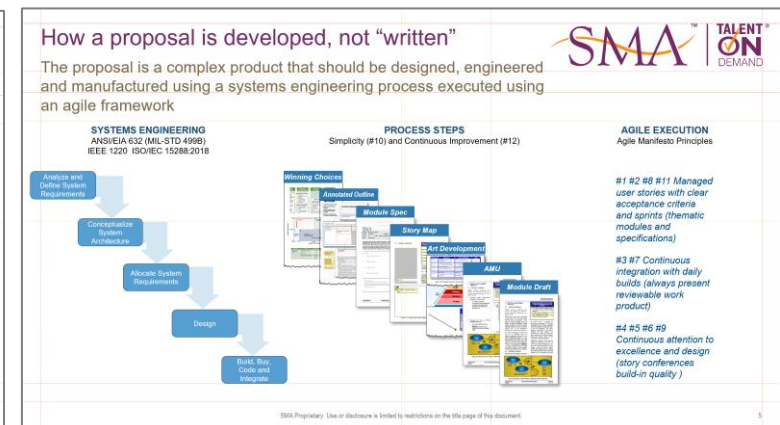 How a proposal is developed, not “written”
The proposal is a complex product that should be designed, engineered
and manufactured using a systems engineering process executed using
an agile framework
SMA™
TALENT®
ON
DEMAND
SYSTEMS ENGINEERING
ANSI/EIA 632 (MIL-STD 499B)
IEEE 1220 ISO/IEC 15288:2018
Analyze and
Define System
Requirements
Conceptualize
System
Architecture
Allocate System
Requirements
Design
Build, Buy,
Code and
Integrate
PROCESS STEPS
Simplicity (#10) and Continuous Improvement (#12)
Winning Choices
Annotated Outline
Module Spec
Story Map
Art Development
AMU
Module Draft
AGILE EXECUTION
Agile Manifesto Principles
#1 #2 #8 #11 Managed
user stories with clear
acceptance criteria
and sprints (thematic
modules and
specifications)
#3 #7 Continuous
integration with daily
builds (always present
reviewable work
product)
#4 #5 #6 #9
Continuous attention to
excellence and design
(story conferences
build-in quality )
SMA Proprietary. Use or disclosure is limited to restrictions on the title page of this document.
5